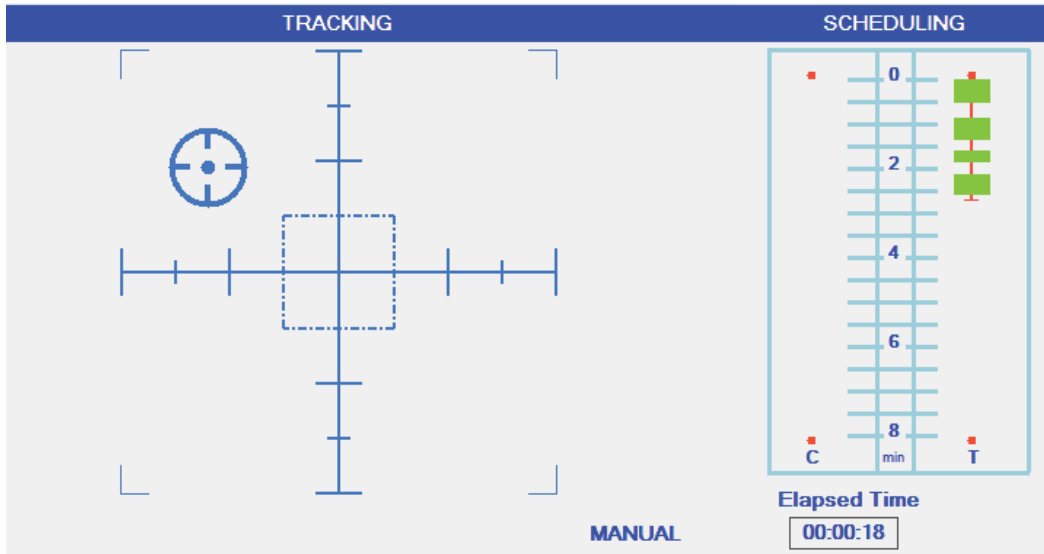 TRACKING
SCHEDULING
0
2
4
6
8
C min T
Elapsed Time
MANUAL 00:00:18